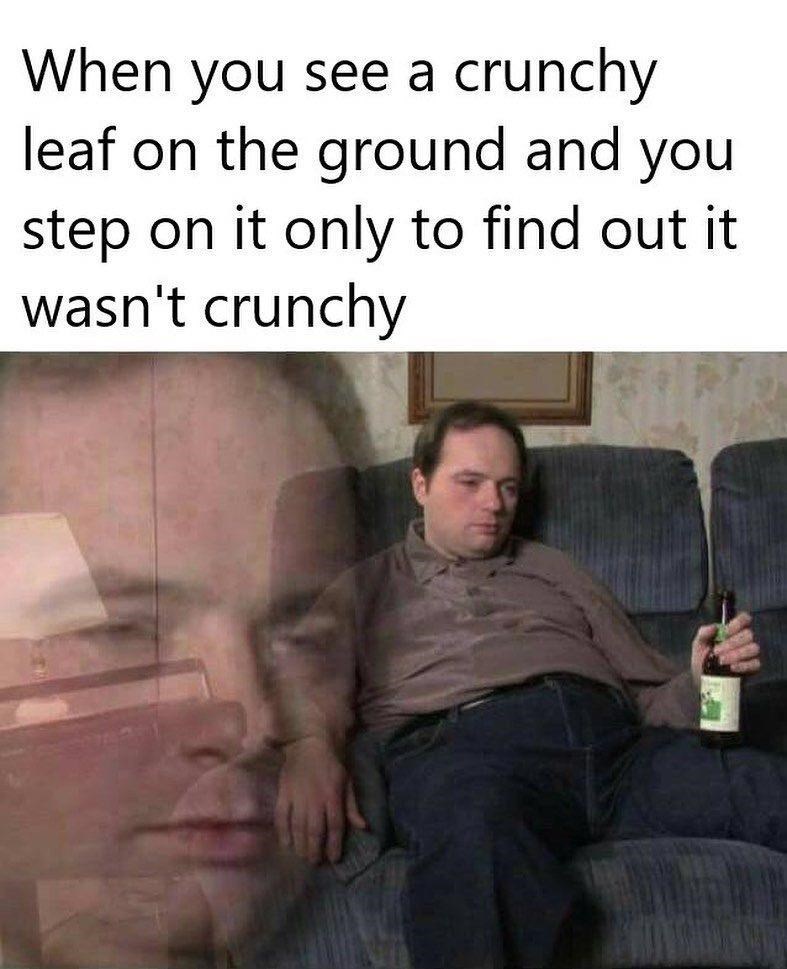 When you see a crunchy
leaf on the ground and you
step on it only to find out it
wasn't crunchy